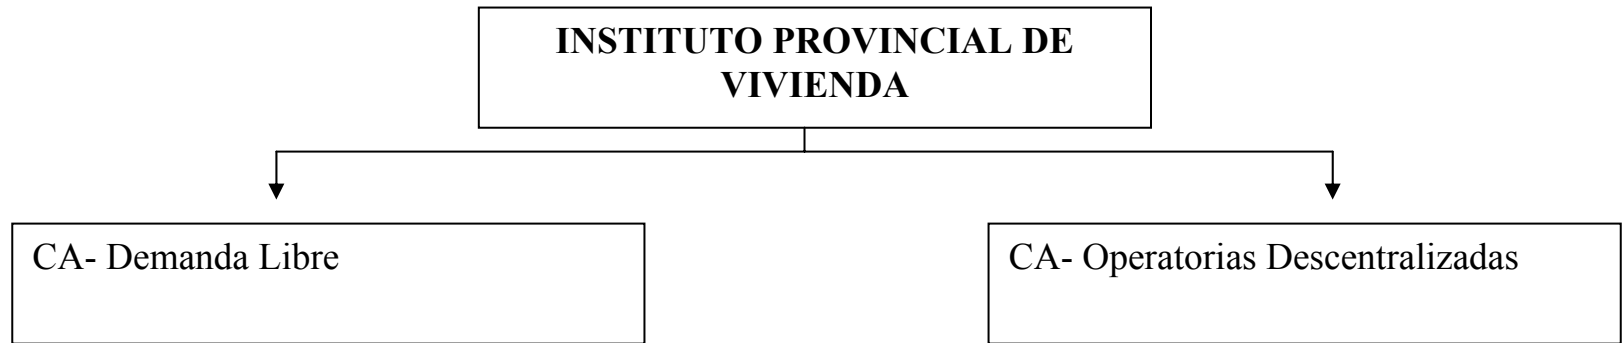 INSTITUTO PROVINCIAL DE
VIVIENDA
CA- Demanda Libre
CA- Operatorias Descentralizadas